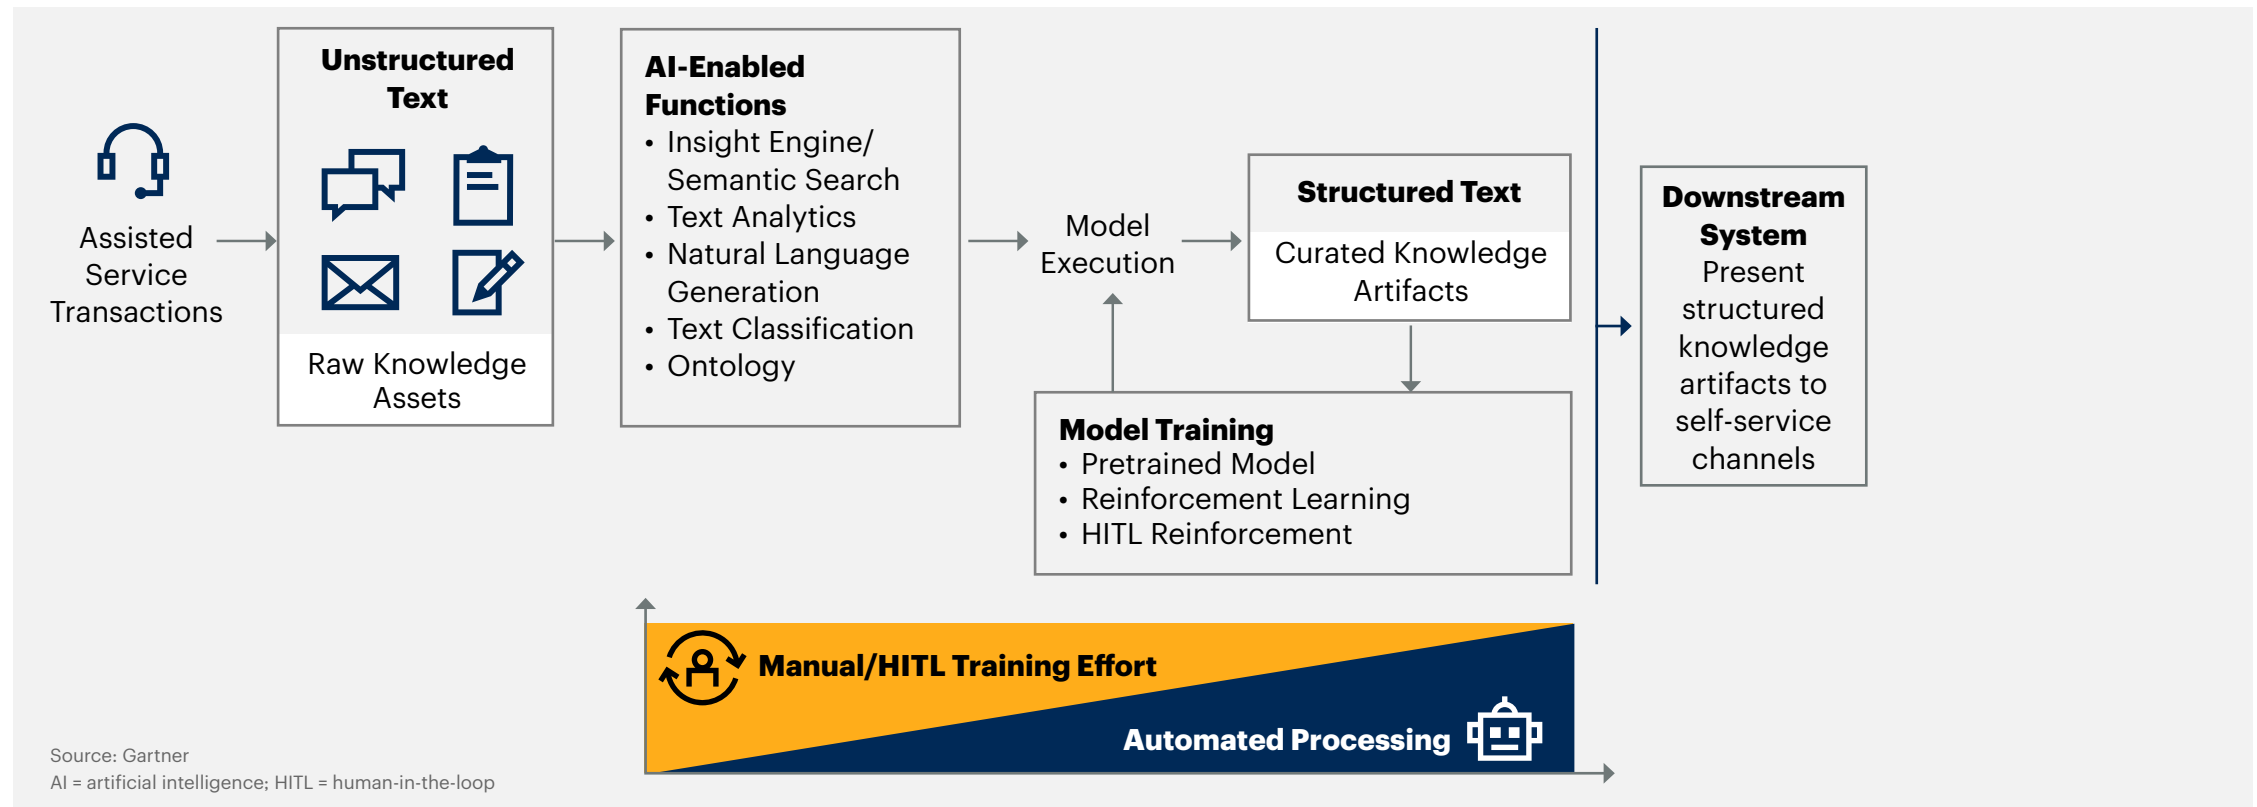 Assisted
Service
Transactions
Unstructured
Text
Raw Knowledge
Assets
AI-Enabled
Functions
• Insight Engine/
Semantic Search
• Text Analytics
• Natural Language
Generation
• Text Classification
• Ontology
Model
Execution
Structured Text
Curated Knowledge
Artifacts
Model Training
• Pretrained Model
• Reinforcement Learning
• HITL Reinforcement
Downstream
System
Present
structured
knowledge
artifacts to
self-service
channels
Manual/HITL Training Effort
Automated Processing
Source: Gartner
AI = artificial intelligence; HITL = human-in-the-loop